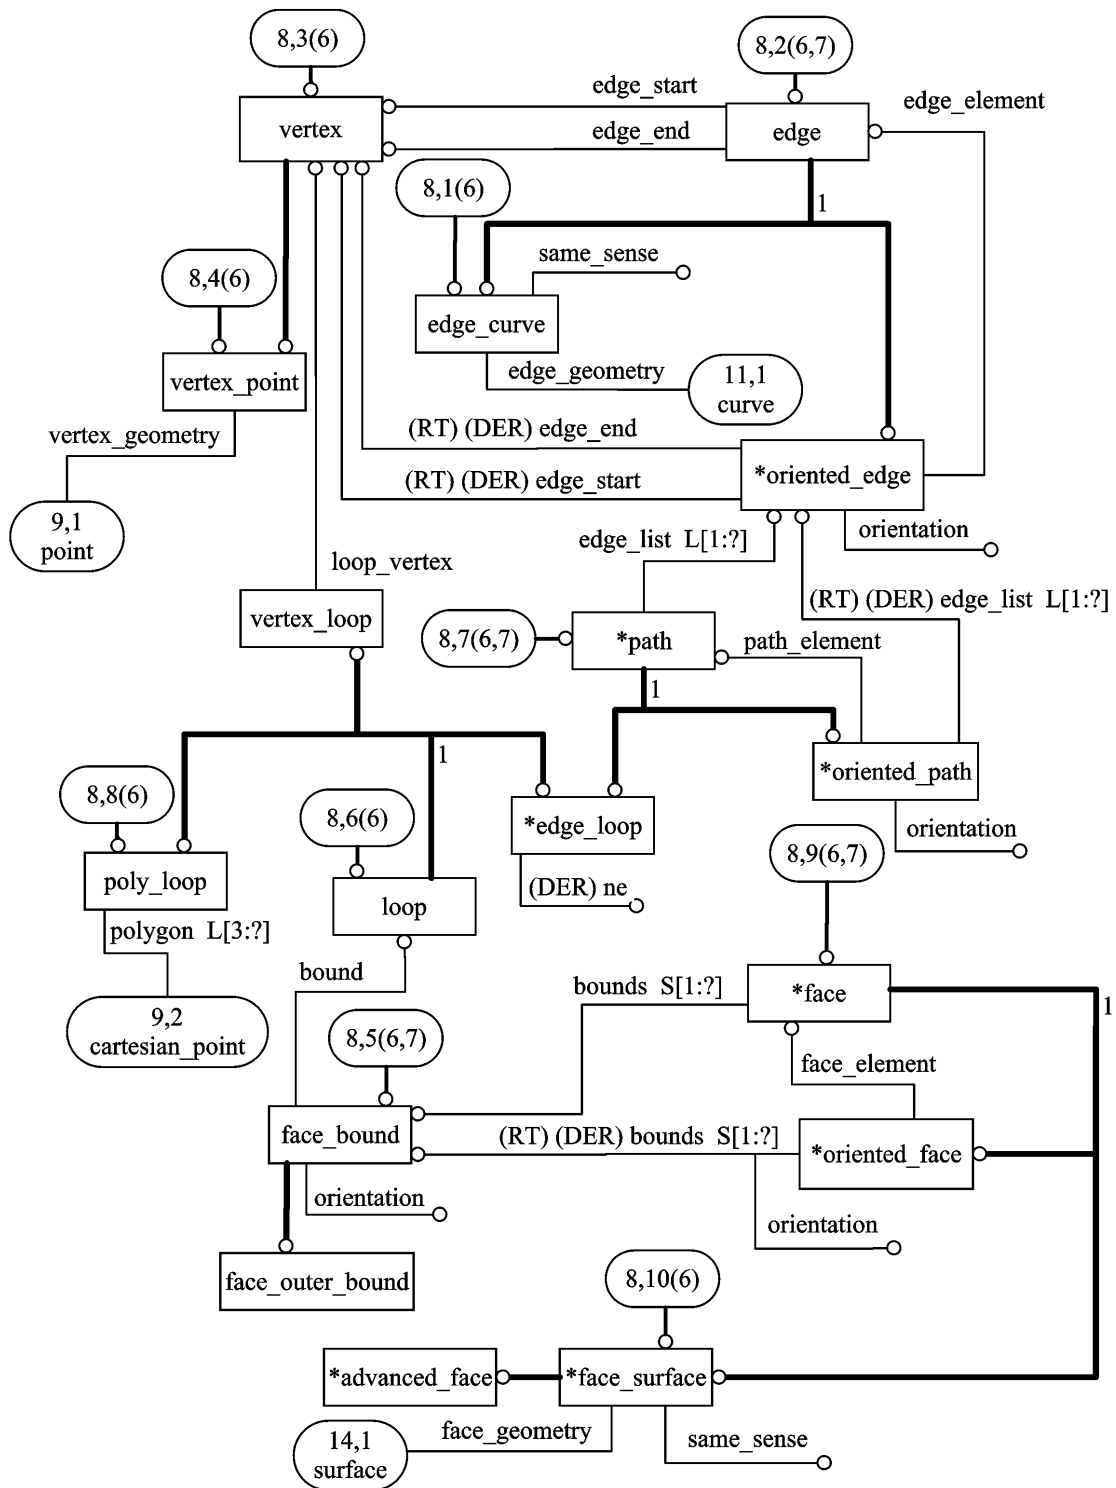 8,3(6)
8,2(6,7)
edge_start
edge_element
vertex
edge
edge_end
8,1(6)
1
same_sense
8,4(6)
edge_curve
edge_geometry
11,1
curve
vertex_point
vertex_geometry
(RT) (DER) edge_end
*oriented_edge
(RT) (DER) edge_start
9,1
point
orientation
edge_list L[1:?]
loop_vertex
(RT) (DER) edge_list L[1:?]
vertex_loop
8,7(6,7)
*path
path_element
1
1
*oriented_path
8,8(6)
8,6(6)
*edge_loop
orientation
8,9(6,7)
poly_loop
(DER) ne
loop
polygon L[3:?]
bound
bounds S[1:?]
*face
1
9,2
cartesian_point
8,5(6,7)
face_element
face_bound
(RT) (DER) bounds S[1:?]
*oriented_face
orientation
orientation
face_outer_bound
8,10(6)
*advanced_face
*face_surface
face_geometry
same_sense
14,1
surface